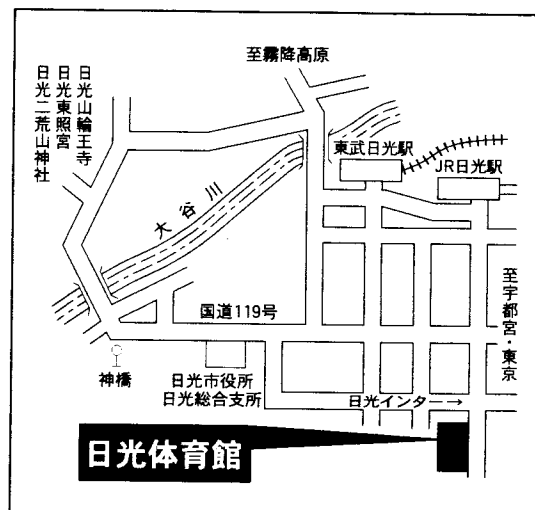 至霧降高原
日光山輪王寺
日光東照宮
日光二荒山神社
東武日光駅
JR日光駅
大谷川
国道119号
至宇都宮・東京
神橋
日光市役所
日光総合支所
日光インター→
日光体育館